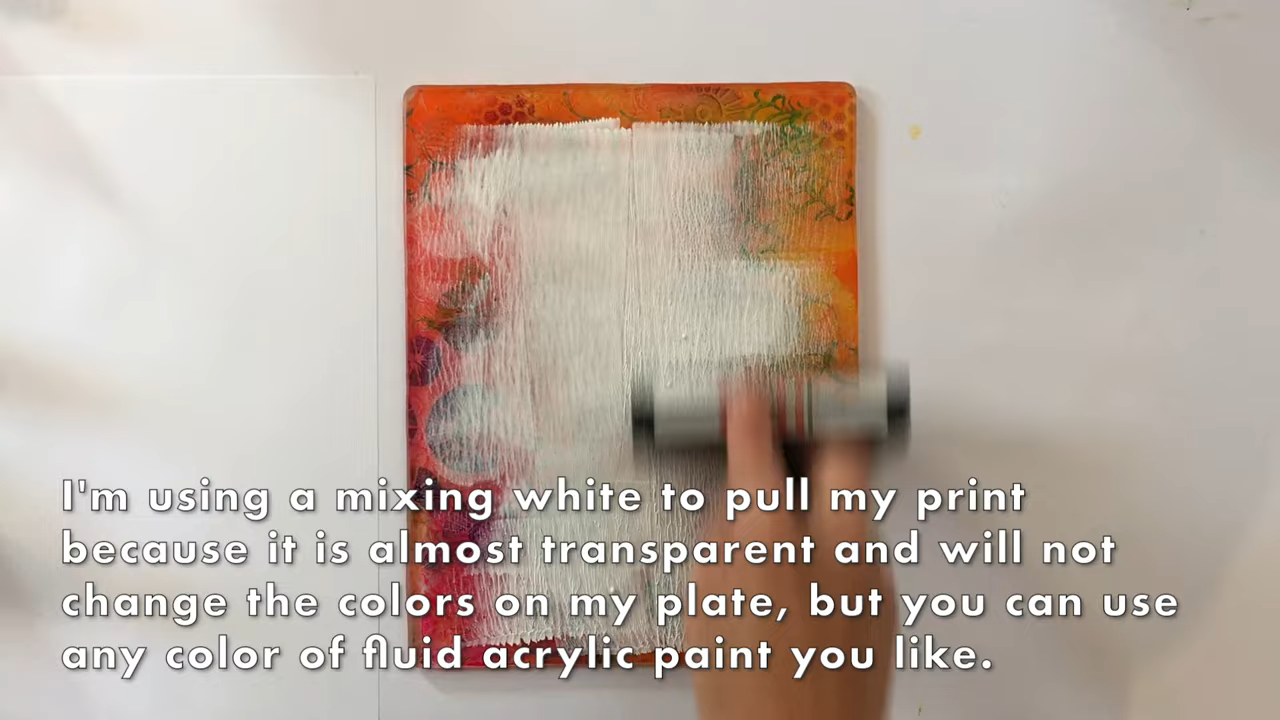 I'm using a mixing white to pull my print
because it is almost transparent and will not
change the colors on my plate, but you can use
any color of fluid acrylic paint you like.